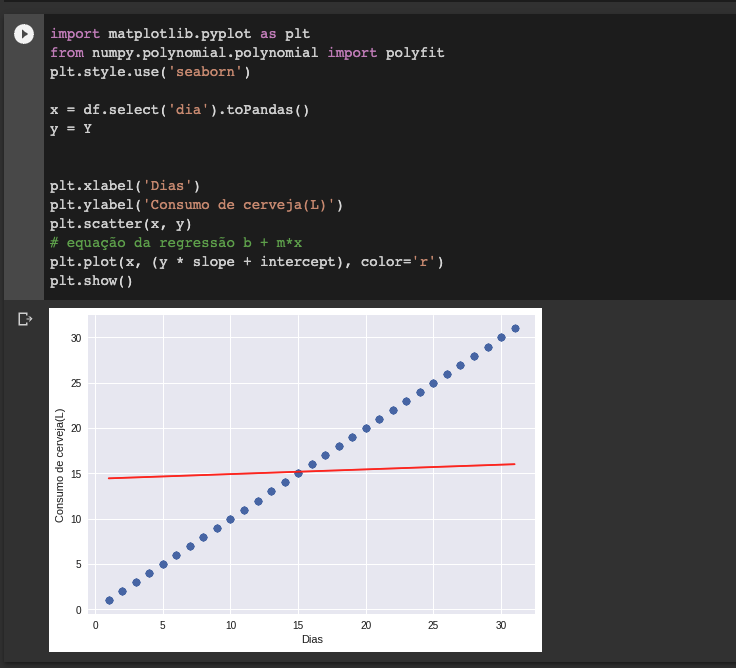 import matplotlib.pyplot as plt
from numpy.polynomial.polynomial import polyfit
plt.style.use('seaborn')
x = df.select('dia').toPandas()
y = Y
plt.xlabel('Dias')
plt.ylabel('Consumo de cerveja(L)')
plt.scatter(x, y)
# equação da regressão b + m*x
plt.plot(x, (y * slope + intercept), color='r')
plt.show()
Consumo de cerveja(L)
30
25
20
15
10
5
0
0 5 10 15 20 25 30
Dias